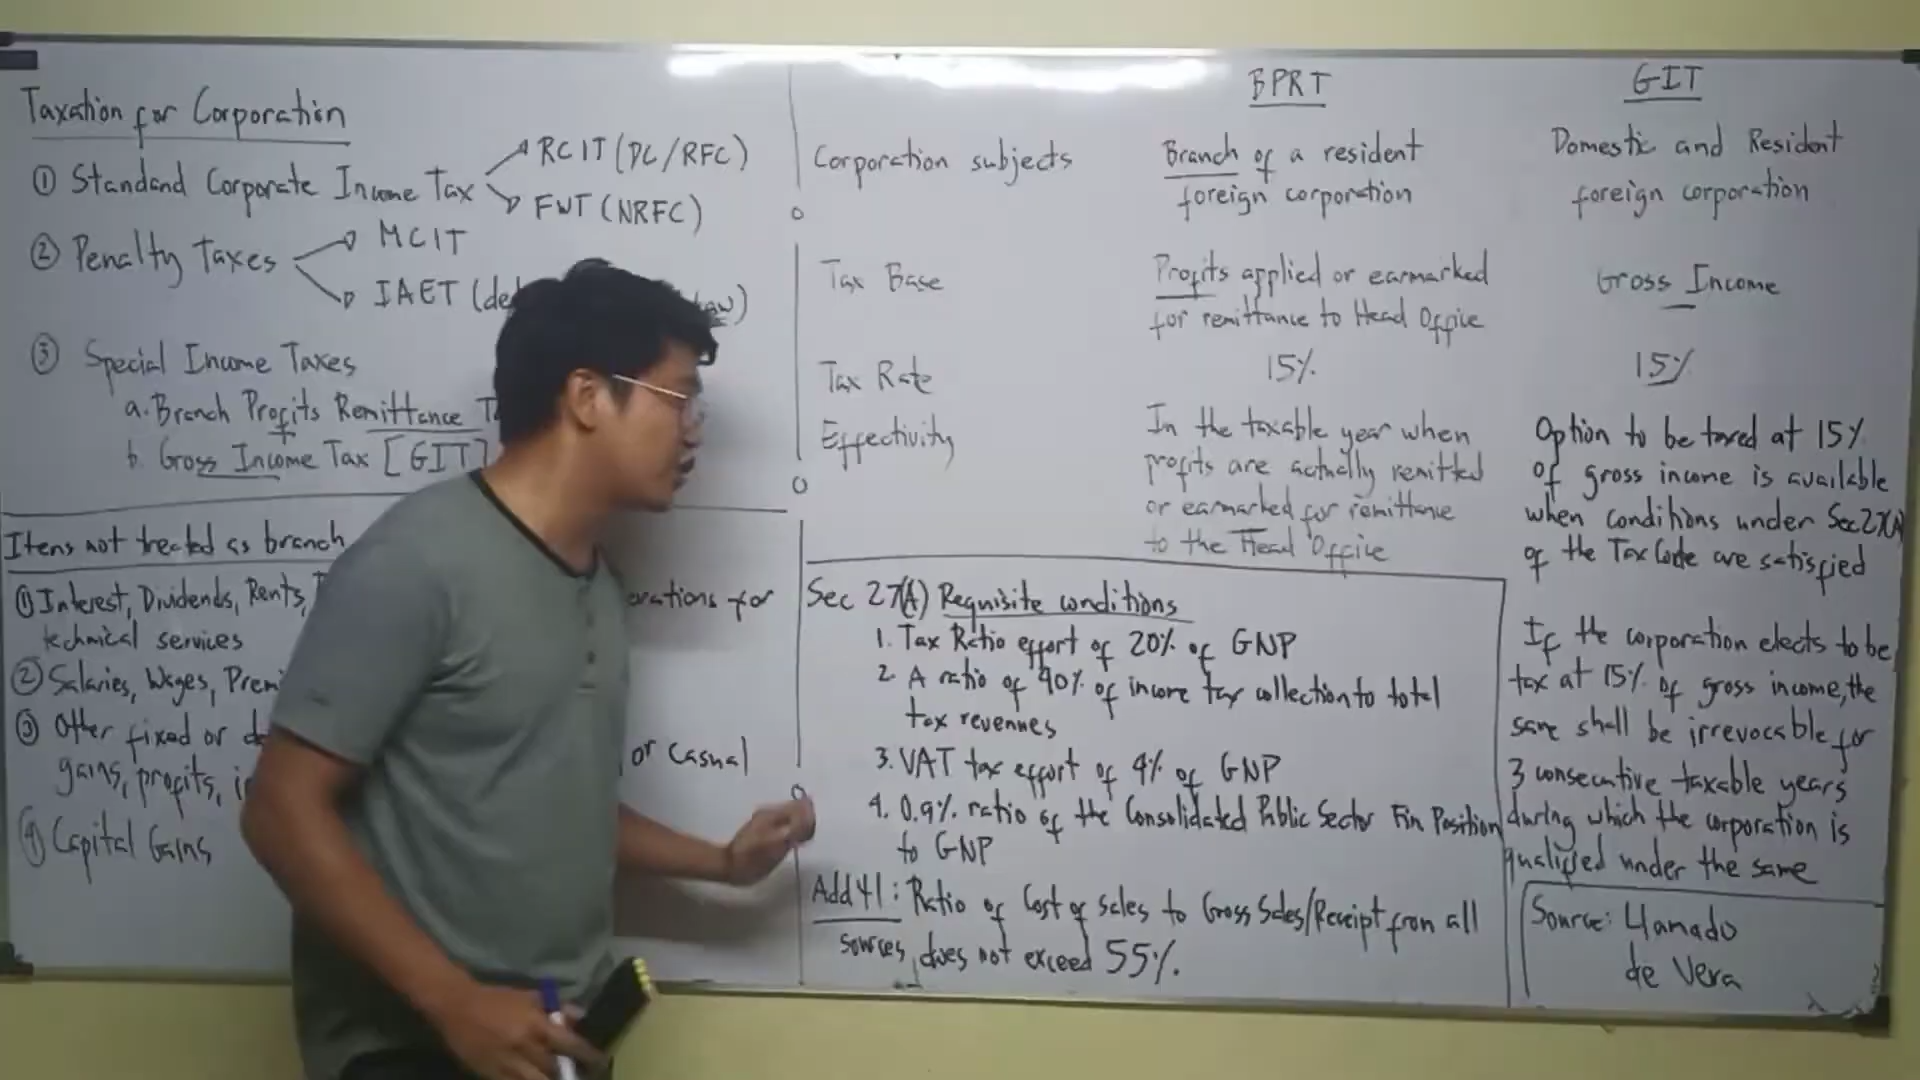 Taxation for Corporation
① Standard Corporate Income Tax
RCIT (DC/RFC)
FWT (NRFC)
② Penalty Taxes
MCIT
IAET
③ Special Income Taxes
a. Branch Profits Remittance
b. Gross Income Tax [GIT]
Items not treated as branch
① Interest, Dividends, Rents,
technical services
② Salaries, Wages,
③ Other fixed or
gains, profits,
④ Capital Gains
for
or casual
BPRT
GIT
Corporation subjects
Branch of a resident
foreign corporation
Domestic and Resident
foreign corporation
Tax Base
Profits applied or earmarked
for remittance to Head Office
Gross Income
Tax Rate
15%
15%
Effectivity
In the taxable year when
profits are actually remitted
or earmarked for remittance
to the Head Office
Option to be taxed at 15%
of gross income is available
when conditions under Sec 27(A)
of the Tax Code are satisfied
If the corporation elects to be
tax at 15% of gross income, the
same shall be irrevocable for
3 consecutive taxable years
during which the corporation is
qualified under the same
Sec 27(A) Requisite conditions
1. Tax Ratio effort of 20% of GNP
2. A ratio of 40% of income tax collection to total
tax revenues
3. VAT tax effort of 4% of GNP
4. 0.9% ratio of the Consolidated Public Sector Fin Position
to GNP
Add'l: Ratio of Cost of sales to Gross Sales/Receipt from all
sources, does not exceed 55%.
Source: Llamado
de Vera